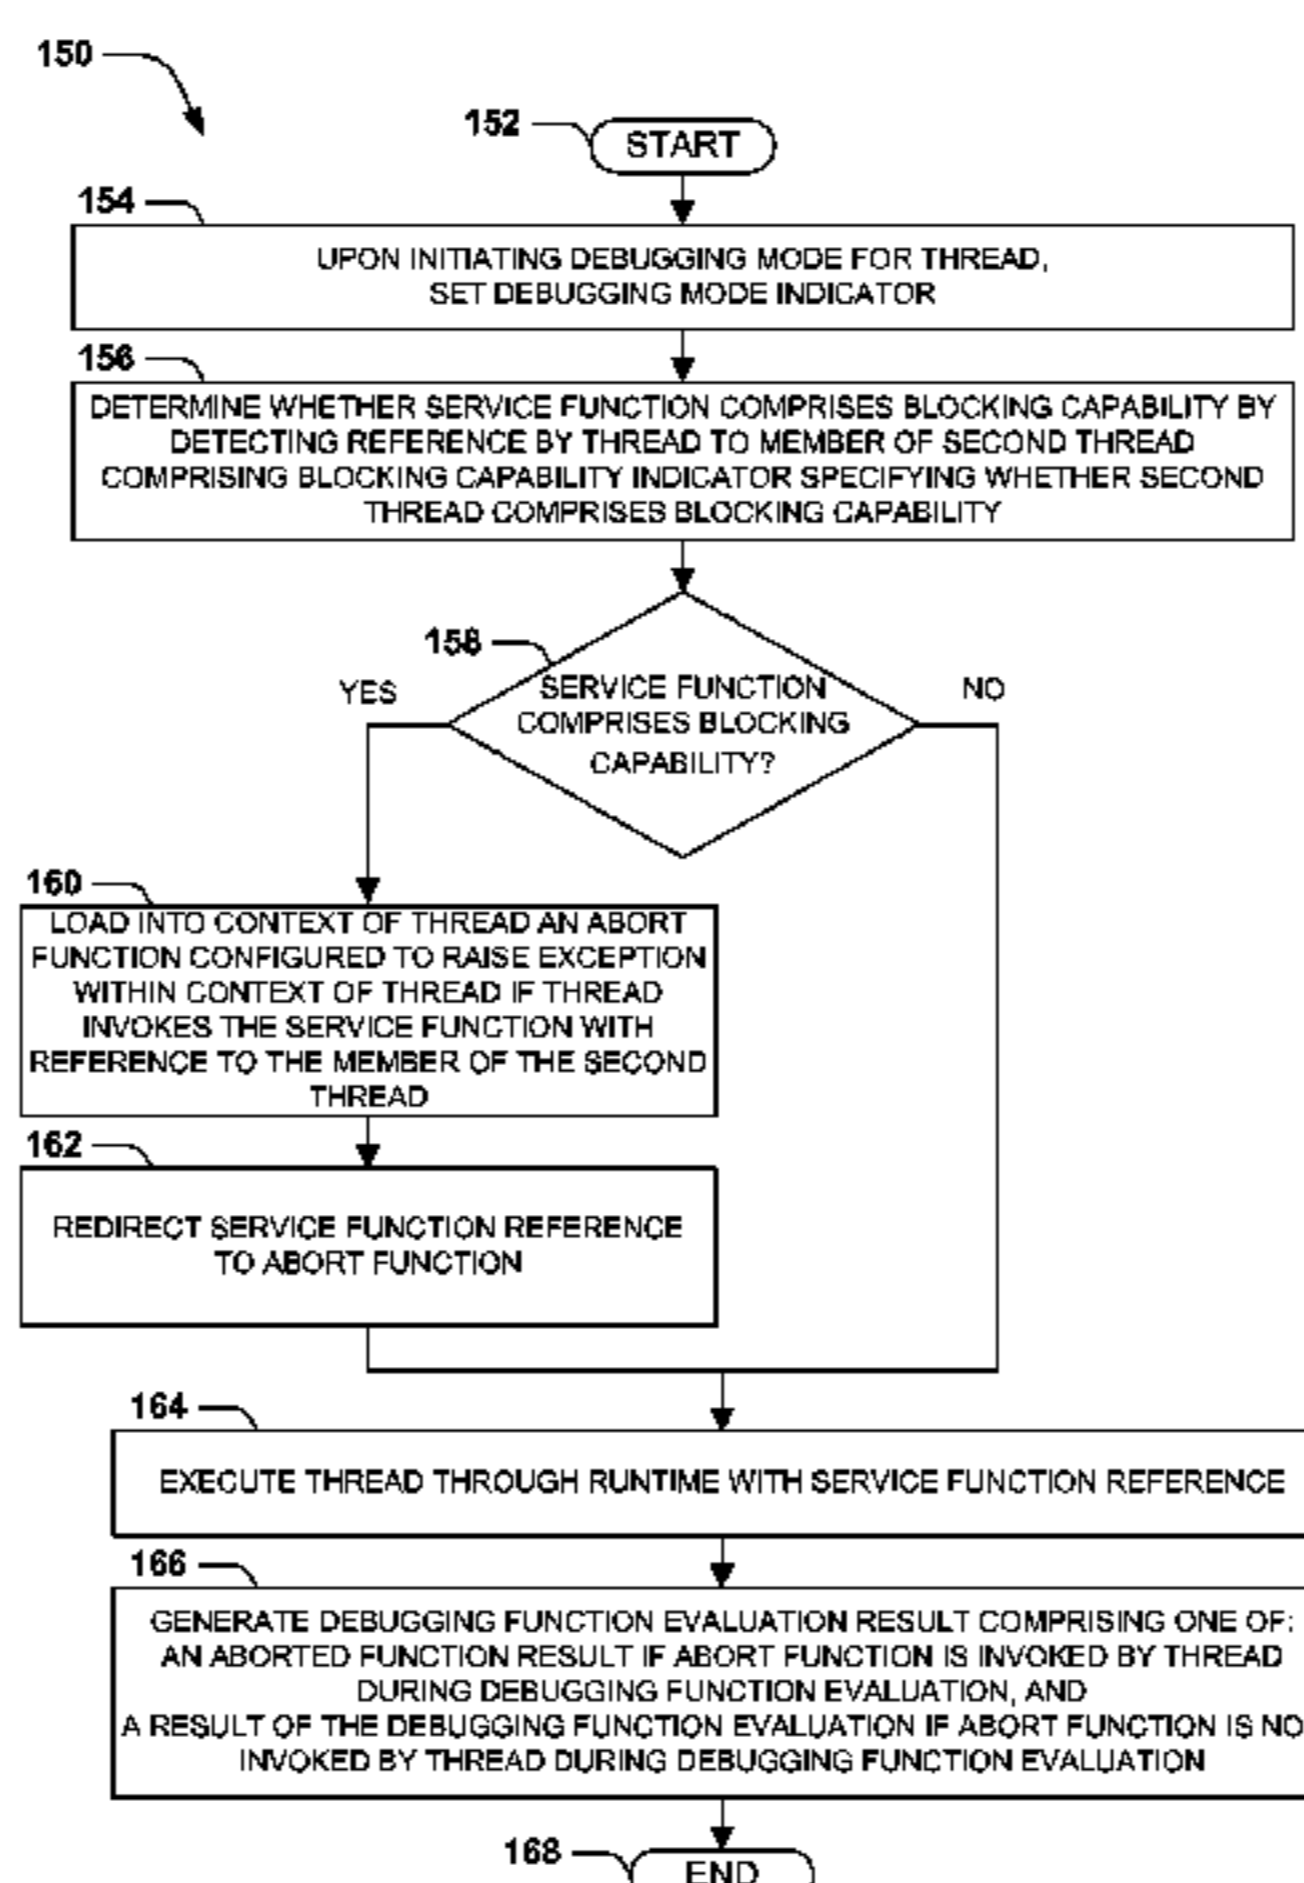 150
152
START
154
UPON INITIATING DEBUGGING MODE FOR THREAD,
SET DEBUGGING MODE INDICATOR
156
DETERMINE WHETHER SERVICE FUNCTION COMPRISES BLOCKING CAPABILITY BY
DETECTING REFERENCE BY THREAD TO MEMBER OF SECOND THREAD
COMPRISING BLOCKING CAPABILITY INDICATOR SPECIFYING WHETHER SECOND
THREAD COMPRISES BLOCKING CAPABILITY
158
YES
SERVICE FUNCTION
COMPRISES BLOCKING
CAPABILITY?
NO
160
LOAD INTO CONTEXT OF THREAD AN ABORT
FUNCTION CONFIGURED TO RAISE EXCEPTION
WITHIN CONTEXT OF THREAD IF THREAD
INVOKES THE SERVICE FUNCTION WITH
REFERENCE TO THE MEMBER OF THE SECOND
THREAD
162
REDIRECT SERVICE FUNCTION REFERENCE
TO ABORT FUNCTION
164
EXECUTE THREAD THROUGH RUNTIME WITH SERVICE FUNCTION REFERENCE
166
GENERATE DEBUGGING FUNCTION EVALUATION RESULT COMPRISING ONE OF:
AN ABORTED FUNCTION RESULT IF ABORT FUNCTION IS INVOKED BY THREAD
DURING DEBUGGING FUNCTION EVALUATION, AND
A RESULT OF THE DEBUGGING FUNCTION EVALUATION IF ABORT FUNCTION IS NO
INVOKED BY THREAD DURING DEBUGGING FUNCTION EVALUATION
168
END